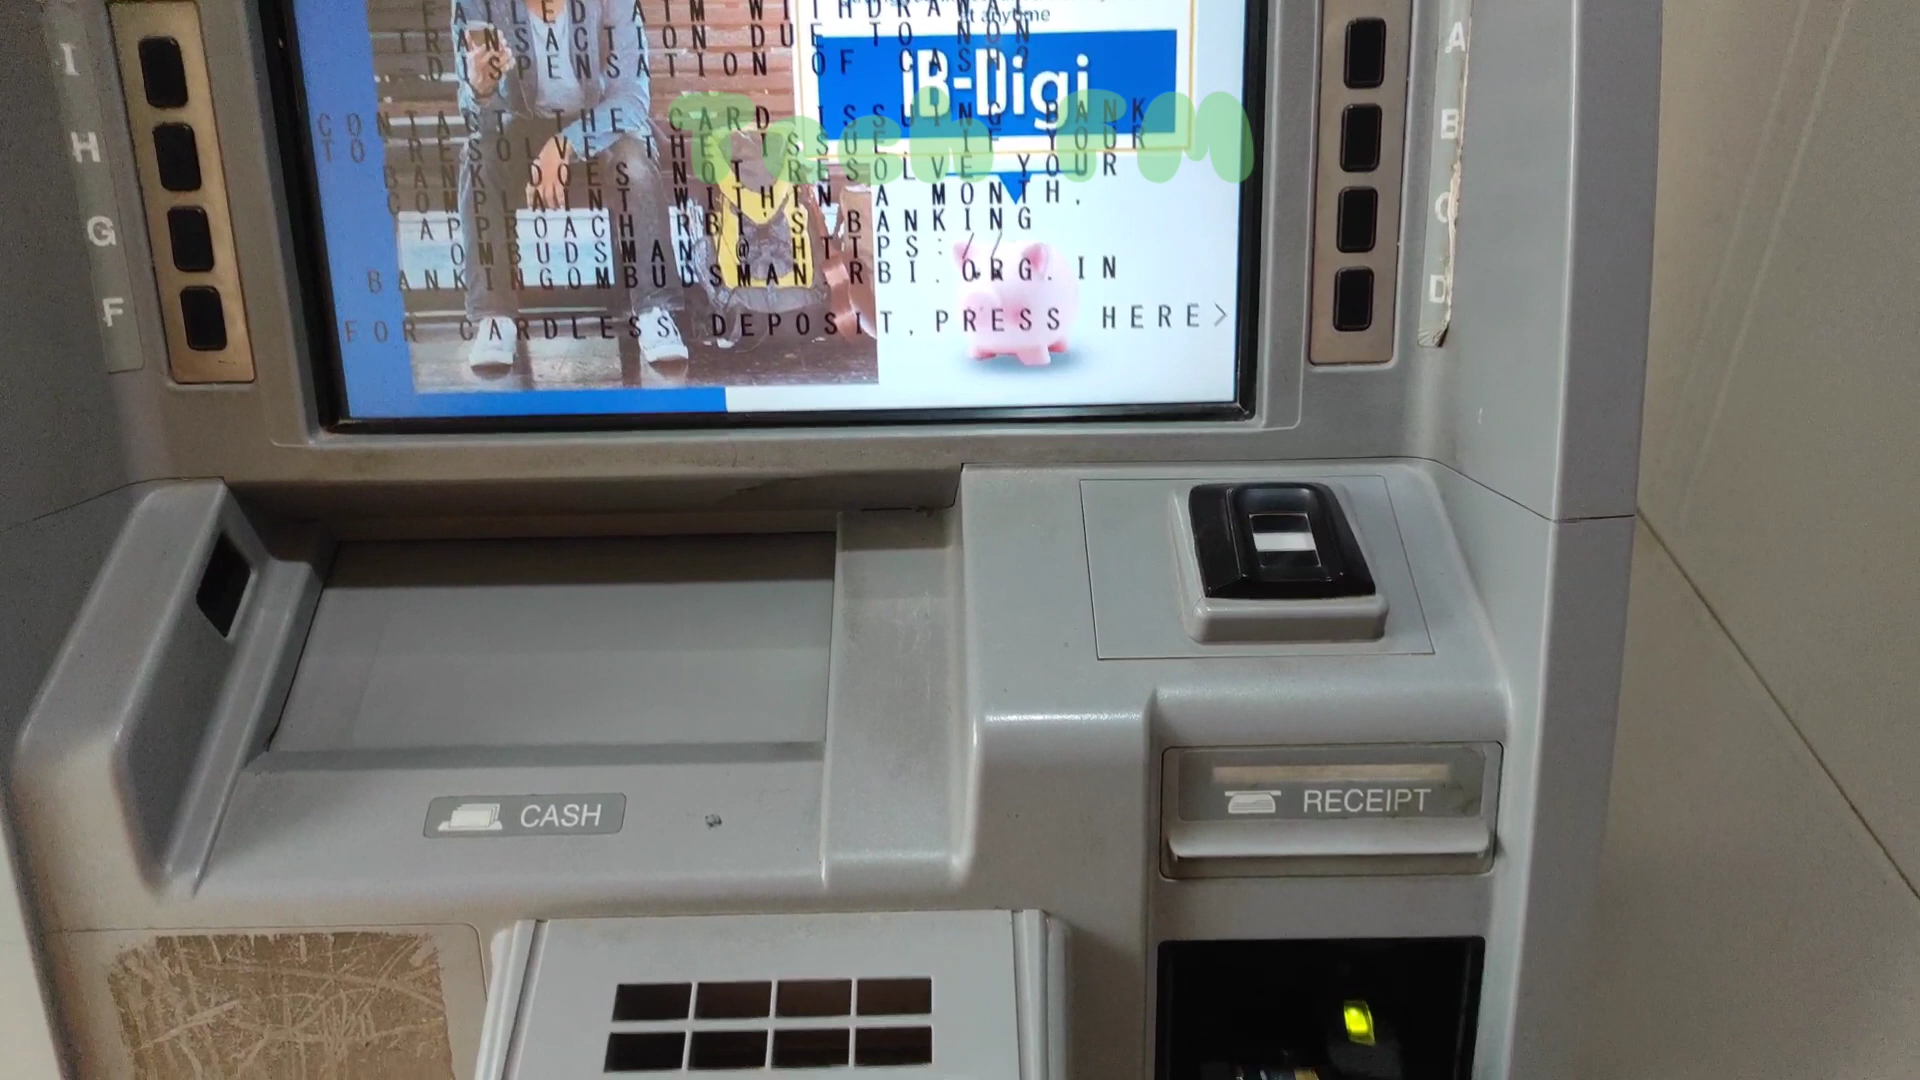 FAILED ATM WITHDRAWAL
at anytime
TRANSACTION DUE TO NON
DISPENSATION OF CASH?
iB-Digi
CONTACT THE CARD ISSUING BANK
TO RESOLVE THE ISSUE IF YOUR
BANK DOES NOT RESOLVE YOUR
COMPLAINT WITHIN A MONTH,
APPROACH RBI'S BANKING
OMBUDSMAN @ HTTPS://
BANKINGOMBUDSMAN.RBI.ORG.IN
FOR CARDLESS DEPOSIT,PRESS HERE>
I
H
G
F
A
B
C
D
CASH
RECEIPT